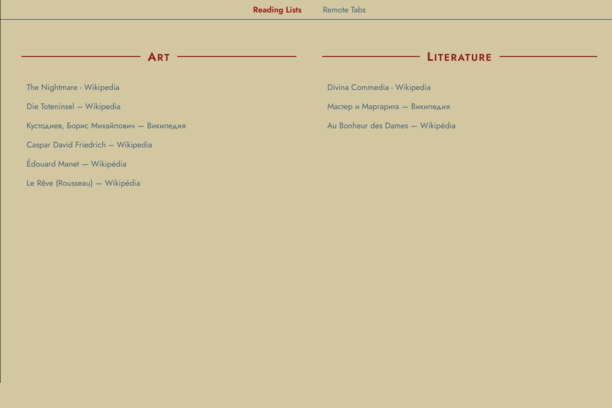 Reading Lists Remote Tabs
Art
The Nightmare - Wikipedia
Die Toteninsel – Wikipedia
Кустодиев, Борис Михайлович — Википедия
Caspar David Friedrich – Wikipedia
Édouard Manet — Wikipédia
Le Rêve (Rousseau) — Wikipédia
Literature
Divina Commedia - Wikipedia
Мастер и Маргарита — Википедия
Au Bonheur des Dames — Wikipédia